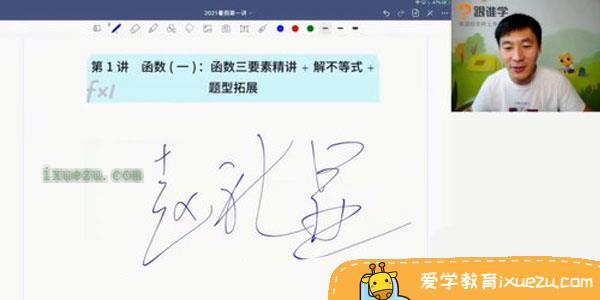 2021暑假第一讲
跟谁学
第 1 讲 函数 (一)：函数三要素精讲 + 解不等式 +
题型拓展
fx1
ixuezu.com
赵礼显
爱学教育ixuezu.com